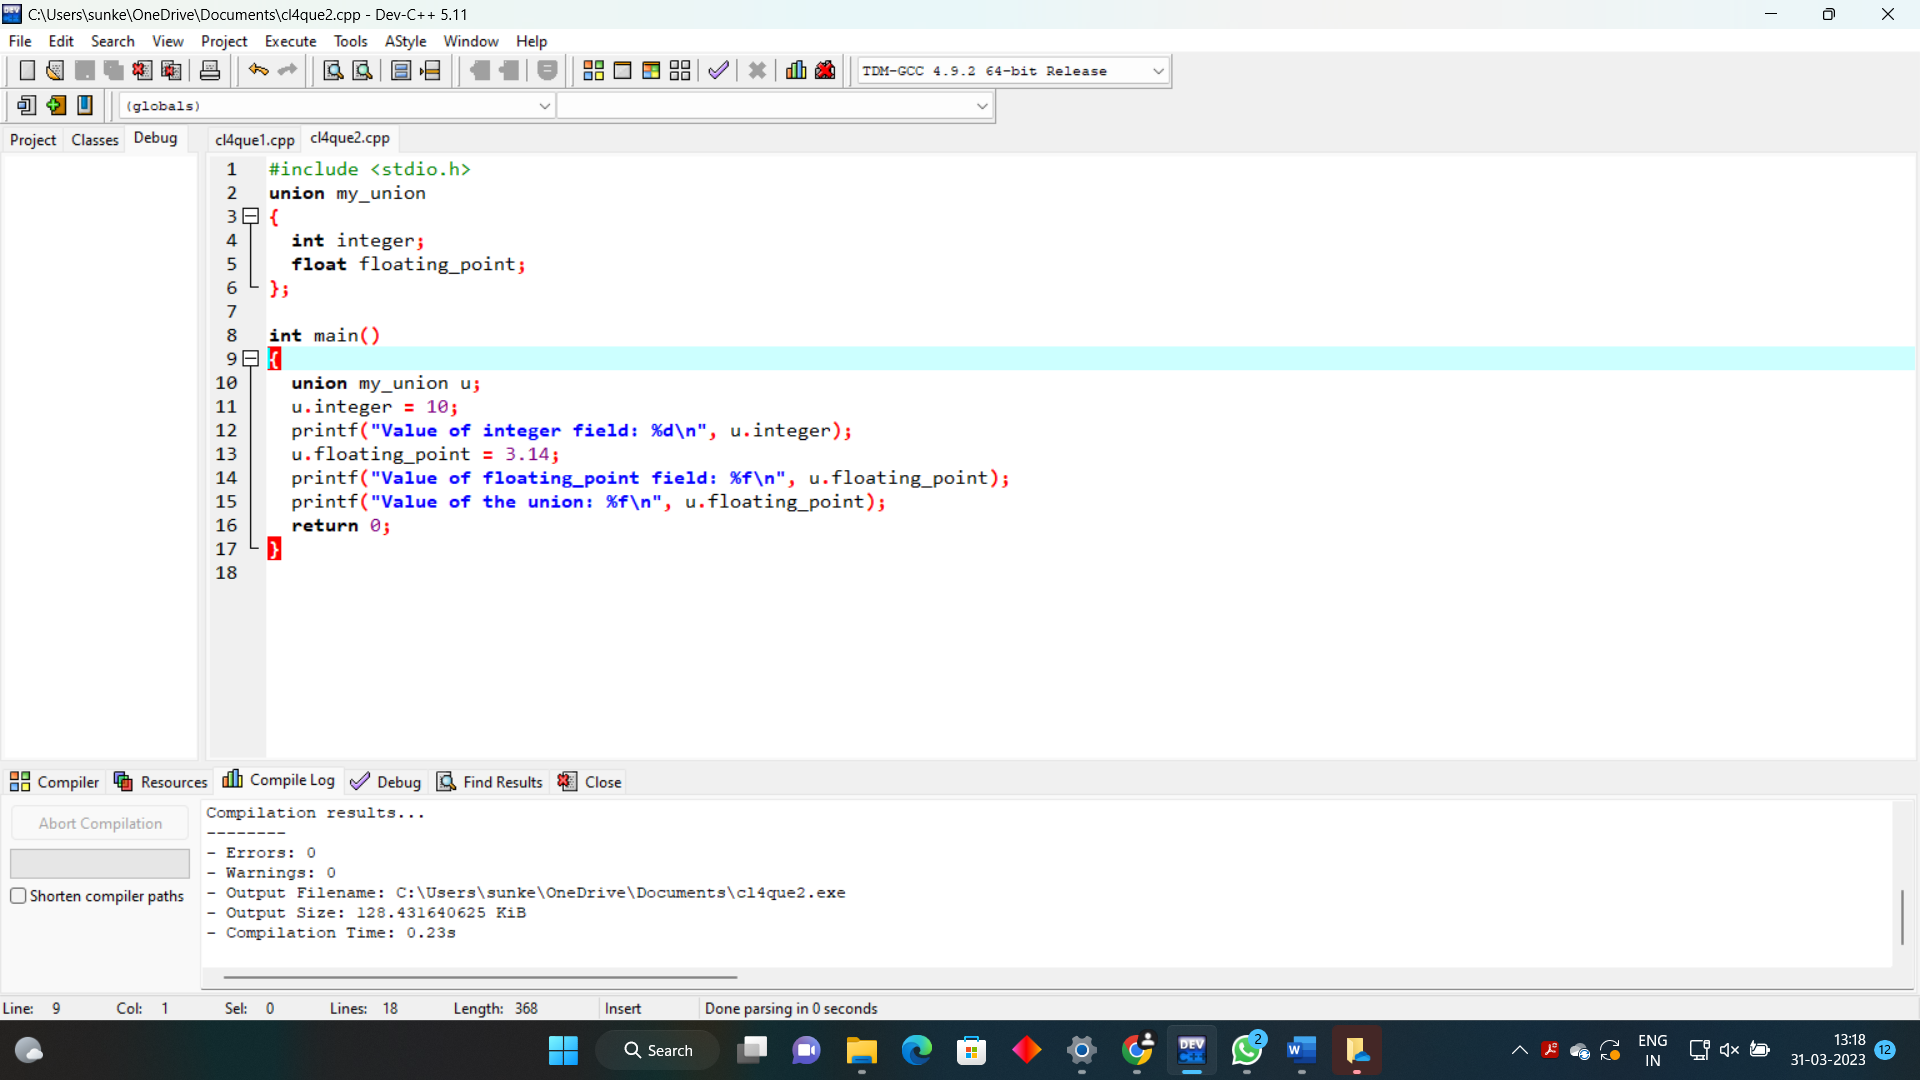 C:\Users\sunke\OneDrive\Documents\cl4que2.cpp - Dev-C++ 5.11
File Edit Search View Project Execute Tools AStyle Window Help
TDM-GCC 4.9.2 64-bit Release
(globals)
Project Classes Debug cl4que1.cpp cl4que2.cpp
1 #include <stdio.h>
2 union my_union
3 {
4 int integer;
5 float floating_point;
6 };
7
8 int main()
9 {
10 union my_union u;
11 u.integer = 10;
12 printf("Value of integer field: %d\n", u.integer);
13 u.floating_point = 3.14;
14 printf("Value of floating_point field: %f\n", u.floating_point);
15 printf("Value of the union: %f\n", u.floating_point);
16 return 0;
17 }
18
Compiler Resources Compile Log Debug Find Results Close
Abort Compilation
Shorten compiler paths
Compilation results...
--------
- Errors: 0
- Warnings: 0
- Output Filename: C:\Users\sunke\OneDrive\Documents\cl4que2.exe
- Output Size: 128.431640625 KiB
- Compilation Time: 0.23s
Line: 9 Col: 1 Sel: 0 Lines: 18 Length: 368 Insert Done parsing in 0 seconds
Search
DEV C++
2
W
ENG
IN
13:18
31-03-2023
12